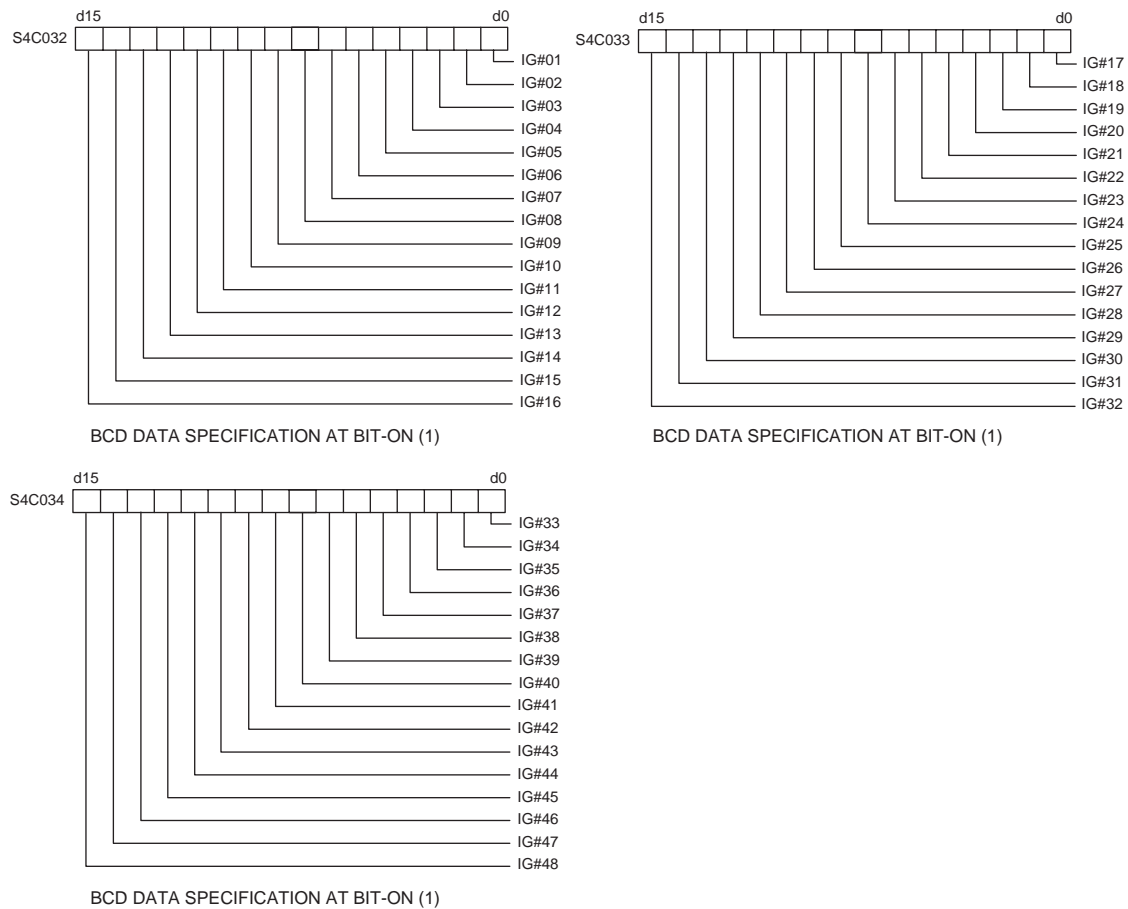 d15 d0
S4C032
IG#01
IG#02
IG#03
IG#04
IG#05
IG#06
IG#07
IG#08
IG#09
IG#10
IG#11
IG#12
IG#13
IG#14
IG#15
IG#16
BCD DATA SPECIFICATION AT BIT-ON (1)
d15 d0
S4C033
IG#17
IG#18
IG#19
IG#20
IG#21
IG#22
IG#23
IG#24
IG#25
IG#26
IG#27
IG#28
IG#29
IG#30
IG#31
IG#32
BCD DATA SPECIFICATION AT BIT-ON (1)
d15 d0
S4C034
IG#33
IG#34
IG#35
IG#36
IG#37
IG#38
IG#39
IG#40
IG#41
IG#42
IG#43
IG#44
IG#45
IG#46
IG#47
IG#48
BCD DATA SPECIFICATION AT BIT-ON (1)